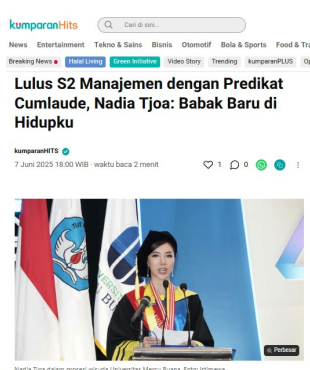 kumparanHits
Cari di sini...
News Entertainment Tekno & Sains Bisnis Otomotif Bola & Sports Food & Tra
Breaking News Halal Living Green Initiative Video Story Trending kumparanPLUS Op
Lulus S2 Manajemen dengan Predikat
Cumlaude, Nadia Tjoa: Babak Baru di
Hidupku
kumparanHITS
7 Juni 2025 18:00 WIB · waktu baca 2 menit
1 0
TUT
BU
Perbesar
Nadia Tjoa dalam prosesi wisuda Universitas Mercu Buana. Foto: Istimewa